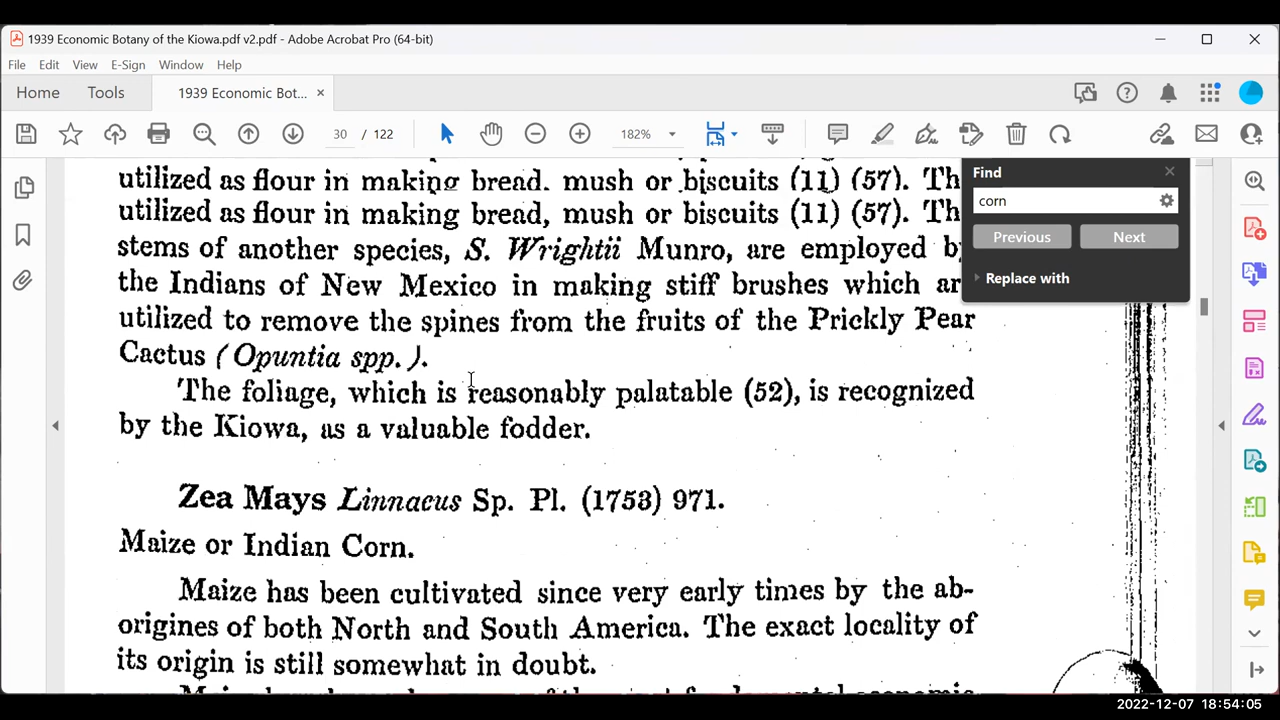 1939 Economic Botany of the Kiowa.pdf v2.pdf - Adobe Acrobat Pro (64-bit)
File Edit View E-Sign Window Help
Home Tools 1939 Economic Bot... ×
30 / 122 182%
Find
corn
Previous Next
Replace with
utilized as flour in making bread, mush or biscuits (11) (57). Th
utilized as flour in making bread, mush or biscuits (11) (57). Th
stems of another species, S. Wrightii Munro, are employed by
the Indians of New Mexico in making stiff brushes which ar
utilized to remove the spines from the fruits of the Prickly Pear
Cactus (Opuntia spp.).
The foliage, which is reasonably palatable (52), is recognized
by the Kiowa, as a valuable fodder.
Zea Mays Linnaeus Sp. Pl. (1753) 971.
Maize or Indian Corn.
Maize has been cultivated since very early times by the ab-
origines of both North and South America. The exact locality of
its origin is still somewhat in doubt.
2022-12-07 18:54:05